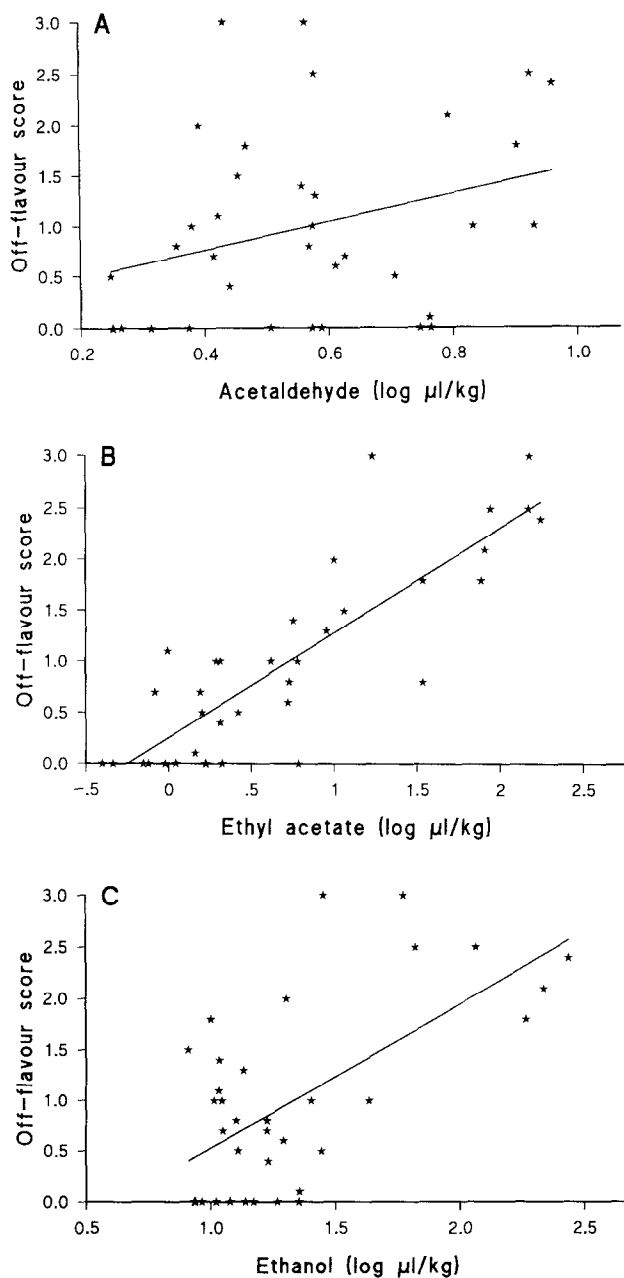 A
Off-flavour score
3.0
2.5
2.0
1.5
1.0
0.5
0.0
0.2 0.4 0.6 0.8 1.0
Acetaldehyde (log µl/kg)
B
Off-flavour score
3.0
2.5
2.0
1.5
1.0
0.5
0.0
-.5 0 .5 1 1.5 2 2.5
Ethyl acetate (log µl/kg)
C
Off-flavour score
3.0
2.5
2.0
1.5
1.0
0.5
0.0
0.5 1.0 1.5 2.0 2.5
Ethanol (log µl/kg)